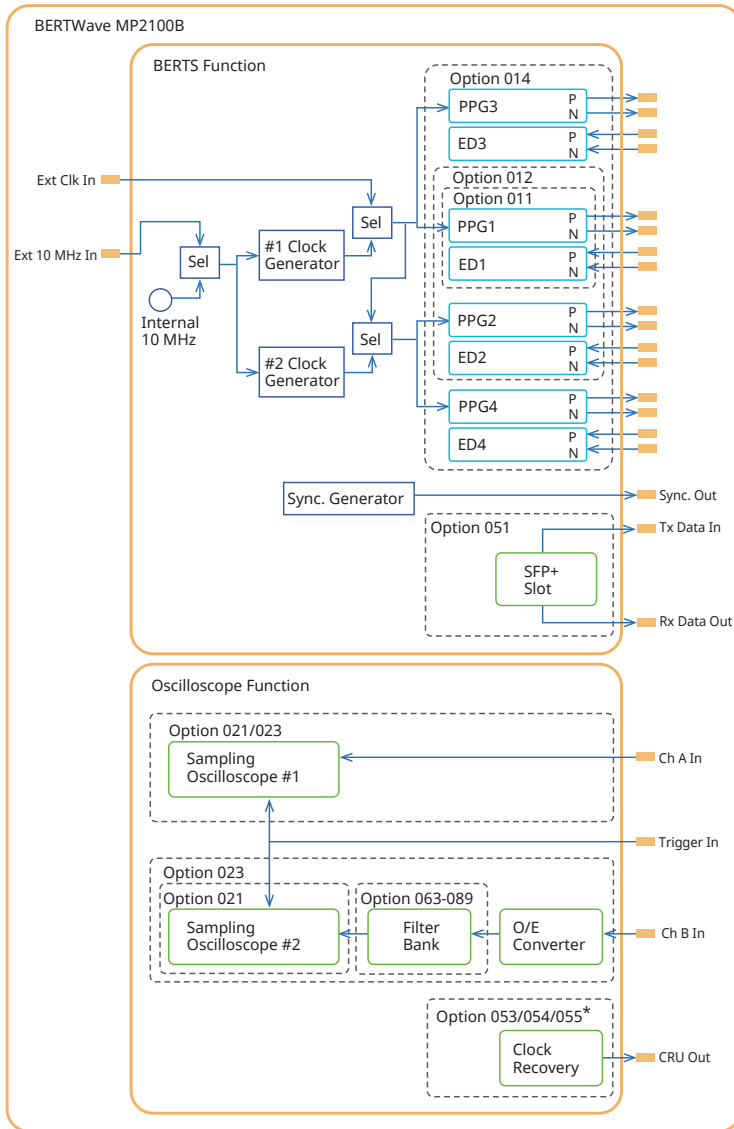 BERTWave MP2100B
BERTS Function
Option 014
PPG3
P
N
ED3
P
N
Option 012
Option 011
Ext Clk In
Sel
PPG1
P
N
Ext 10 MHz In
Sel
#1 Clock
Generator
ED1
P
N
Internal
10 MHz
PPG2
P
N
Sel
#2 Clock
Generator
ED2
P
N
PPG4
P
N
ED4
P
N
Sync. Generator
Sync. Out
Option 051
Tx Data In
SFP+
Slot
Rx Data Out
Oscilloscope Function
Option 021/023
Sampling
Oscilloscope #1
Ch A In
Trigger In
Option 023
Option 021
Option 063-089
Sampling
Oscilloscope #2
Filter
Bank
O/E
Converter
Ch B In
Option 053/054/055*
Clock
Recovery
CRU Out